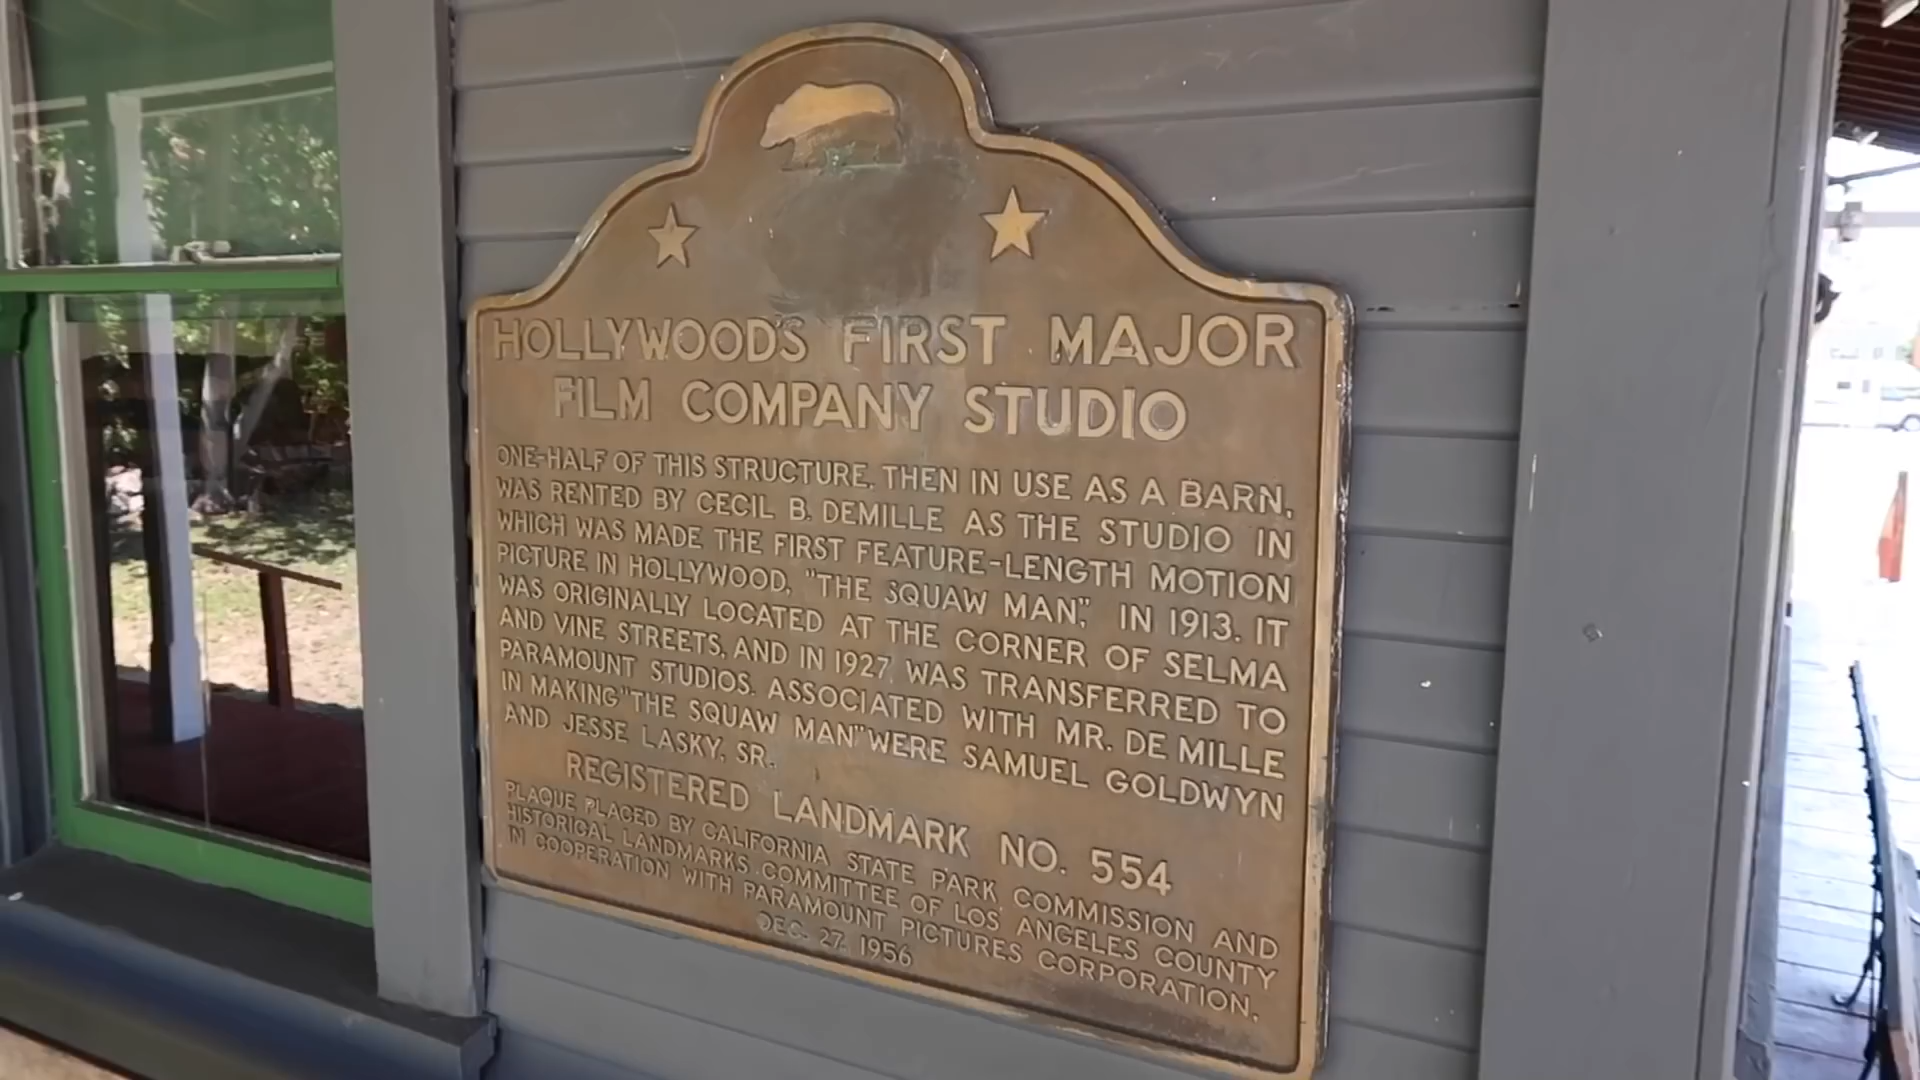 HOLLYWOOD'S FIRST MAJOR
FILM COMPANY STUDIO
ONE-HALF OF THIS STRUCTURE, THEN IN USE AS A BARN,
WAS RENTED BY CECIL B. DEMILLE AS THE STUDIO IN
WHICH WAS MADE THE FIRST FEATURE-LENGTH MOTION
PICTURE IN HOLLYWOOD, "THE SQUAW MAN," IN 1913. IT
WAS ORIGINALLY LOCATED AT THE CORNER OF SELMA
AND VINE STREETS, AND IN 1927, WAS TRANSFERRED TO
PARAMOUNT STUDIOS. ASSOCIATED WITH MR. DE MILLE
IN MAKING "THE SQUAW MAN" WERE SAMUEL GOLDWYN
AND JESSE LASKY, SR.
REGISTERED LANDMARK NO. 554
PLAQUE PLACED BY CALIFORNIA STATE PARK COMMISSION AND
HISTORICAL LANDMARKS COMMITTEE OF LOS ANGELES COUNTY
IN COOPERATION WITH PARAMOUNT PICTURES CORPORATION.
DEC. 27, 1956